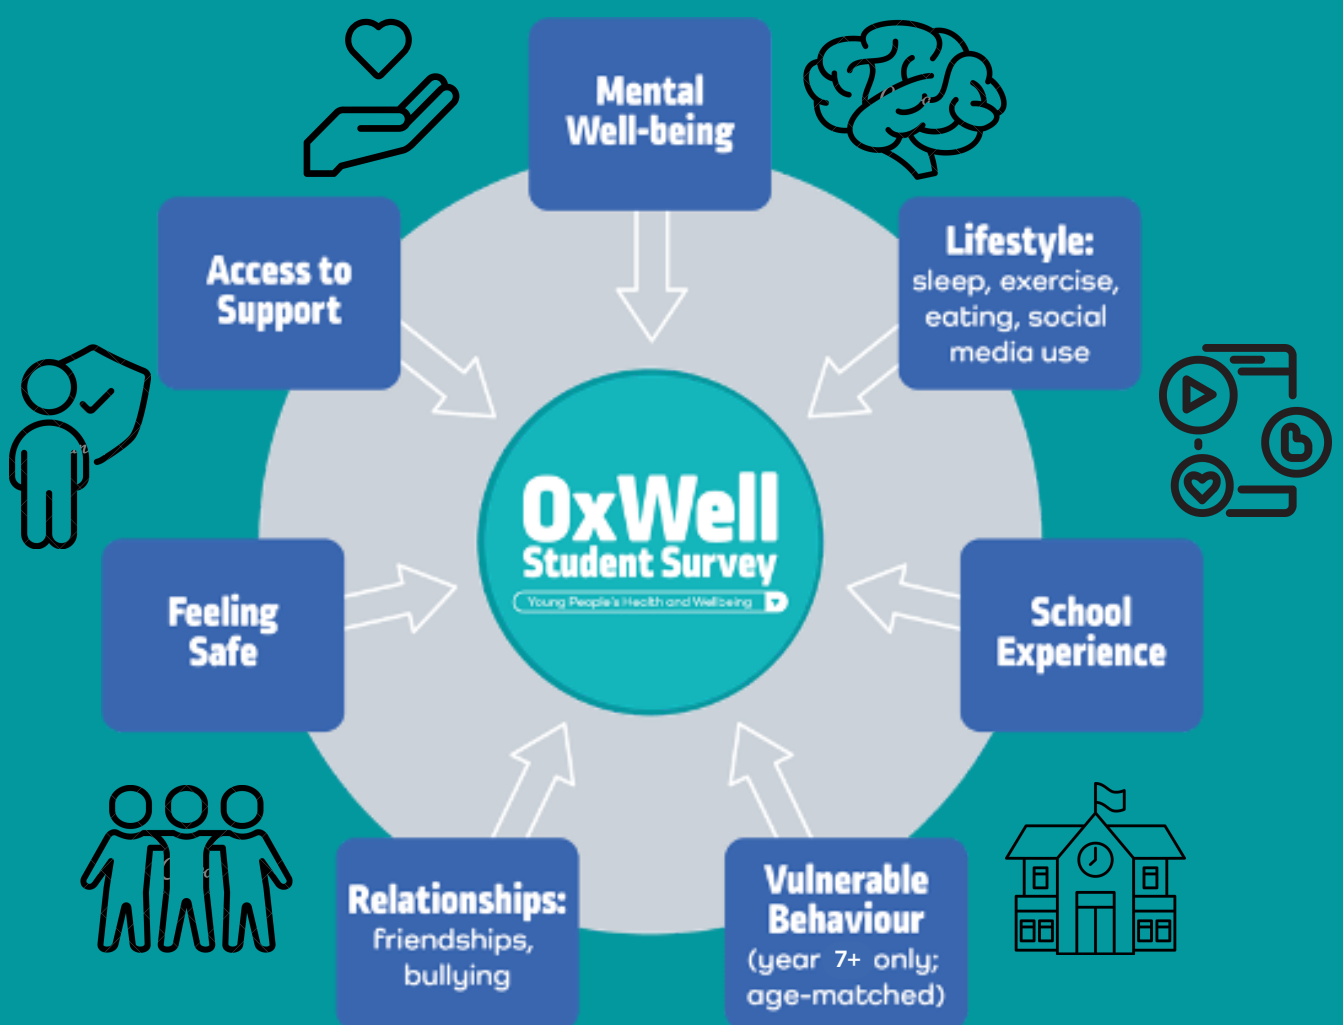 Mental
Well-being
Lifestyle:
sleep, exercise,
eating, social
media use
School
Experience
Vulnerable
Behaviour
(year 7+ only;
age-matched)
Relationships:
friendships,
bullying
Feeling
Safe
Access to
Support
OxWell
Student Survey
Young People's Health and Wellbeing